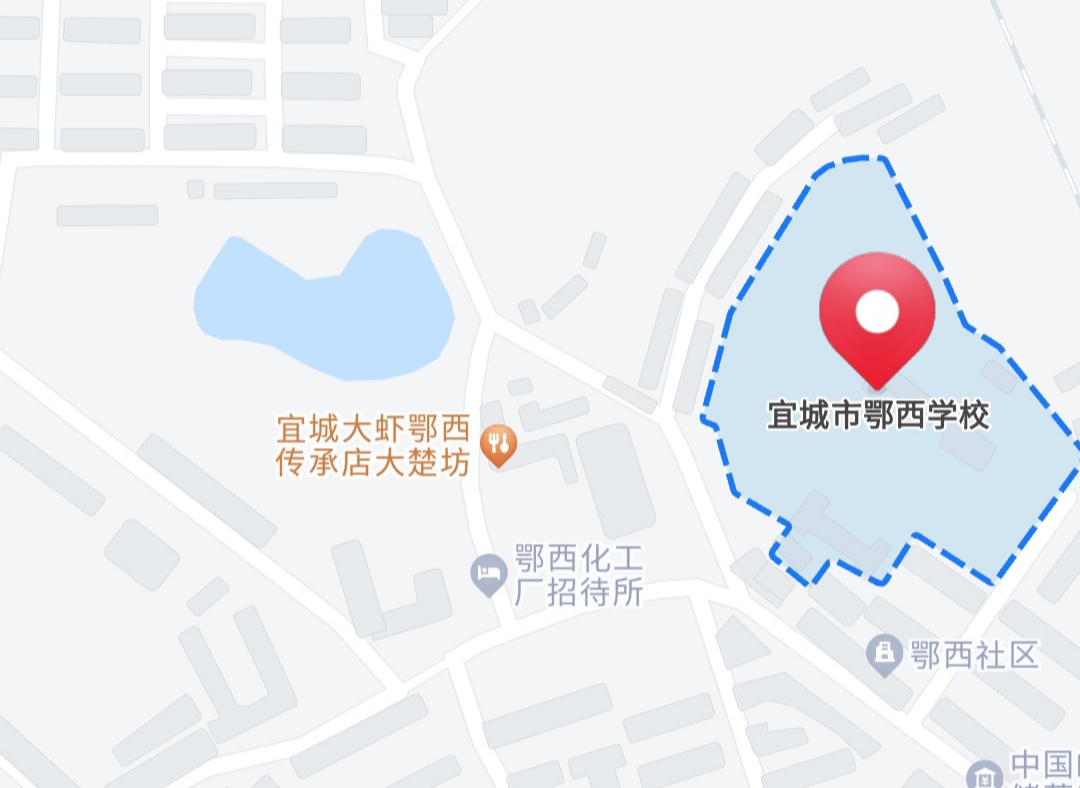 宜城市鄂西学校
宜城大虾鄂西
传承店大楚坊
鄂西化工
厂招待所
鄂西社区
中国